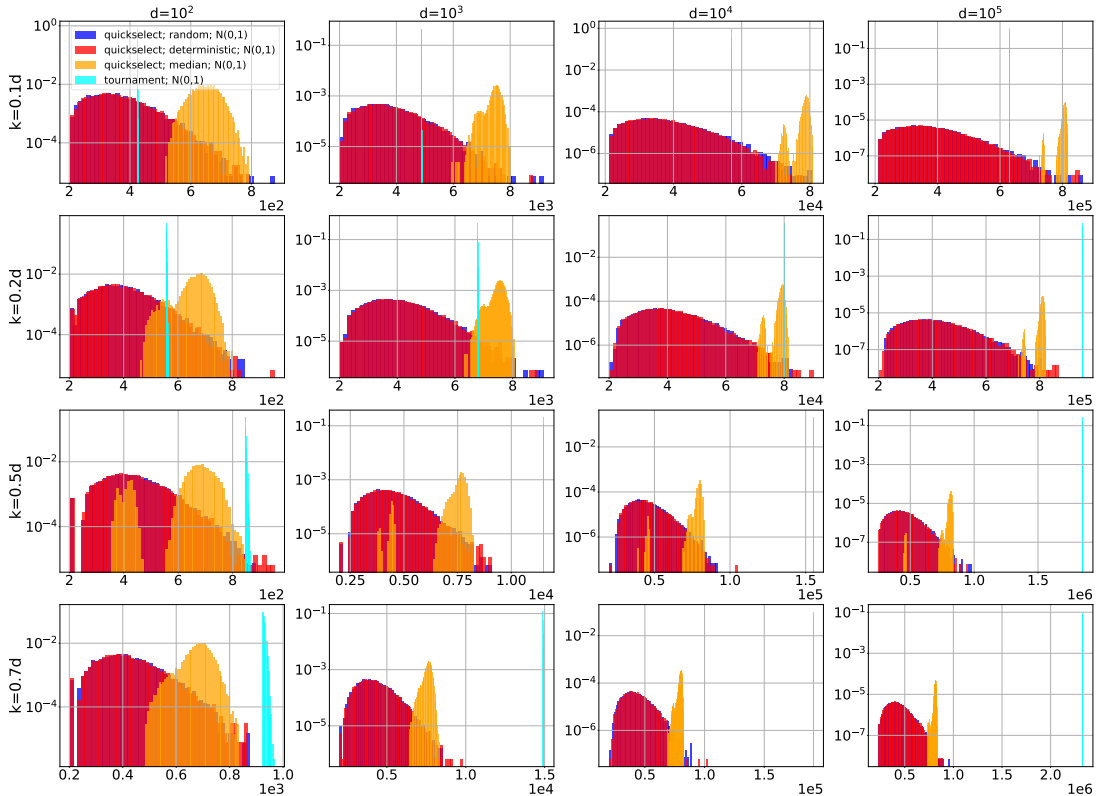 d=10²
d=10³
d=10⁴
d=10⁵
k=0.1d
10⁰
10⁻²
10⁻⁴
quickselect; random; N(0,1)
quickselect; deterministic; N(0,1)
quickselect; median; N(0,1)
tournament; N(0,1)
2 4 6 8
1e2
10⁻¹
10⁻³
10⁻⁵
2 4 6 8
1e3
10⁰
10⁻²
10⁻⁴
10⁻⁶
2 4 6 8
1e4
10⁻¹
10⁻³
10⁻⁵
10⁻⁷
2 4 6 8
1e5
k=0.2d
10⁻²
10⁻⁴
2 4 6 8
1e2
10⁻¹
10⁻³
10⁻⁵
2 4 6 8
1e3
10⁰
10⁻²
10⁻⁴
10⁻⁶
2 4 6 8
1e4
10⁻¹
10⁻³
10⁻⁵
10⁻⁷
2 4 6 8
1e5
k=0.5d
10⁻²
10⁻⁴
2 4 6 8
1e2
10⁻¹
10⁻³
10⁻⁵
0.25 0.50 0.75 1.00
1e4
10⁰
10⁻²
10⁻⁴
10⁻⁶
0.5 1.0 1.5
1e5
10⁻¹
10⁻³
10⁻⁵
10⁻⁷
0.5 1.0 1.5
1e6
k=0.7d
10⁻²
10⁻⁴
0.2 0.4 0.6 0.8 1.0
1e3
10⁻¹
10⁻³
10⁻⁵
0.5 1.0 1.5
1e4
10⁰
10⁻²
10⁻⁴
10⁻⁶
0.5 1.0 1.5
1e5
10⁻¹
10⁻³
10⁻⁵
10⁻⁷
0.5 1.0 1.5 2.0
1e6